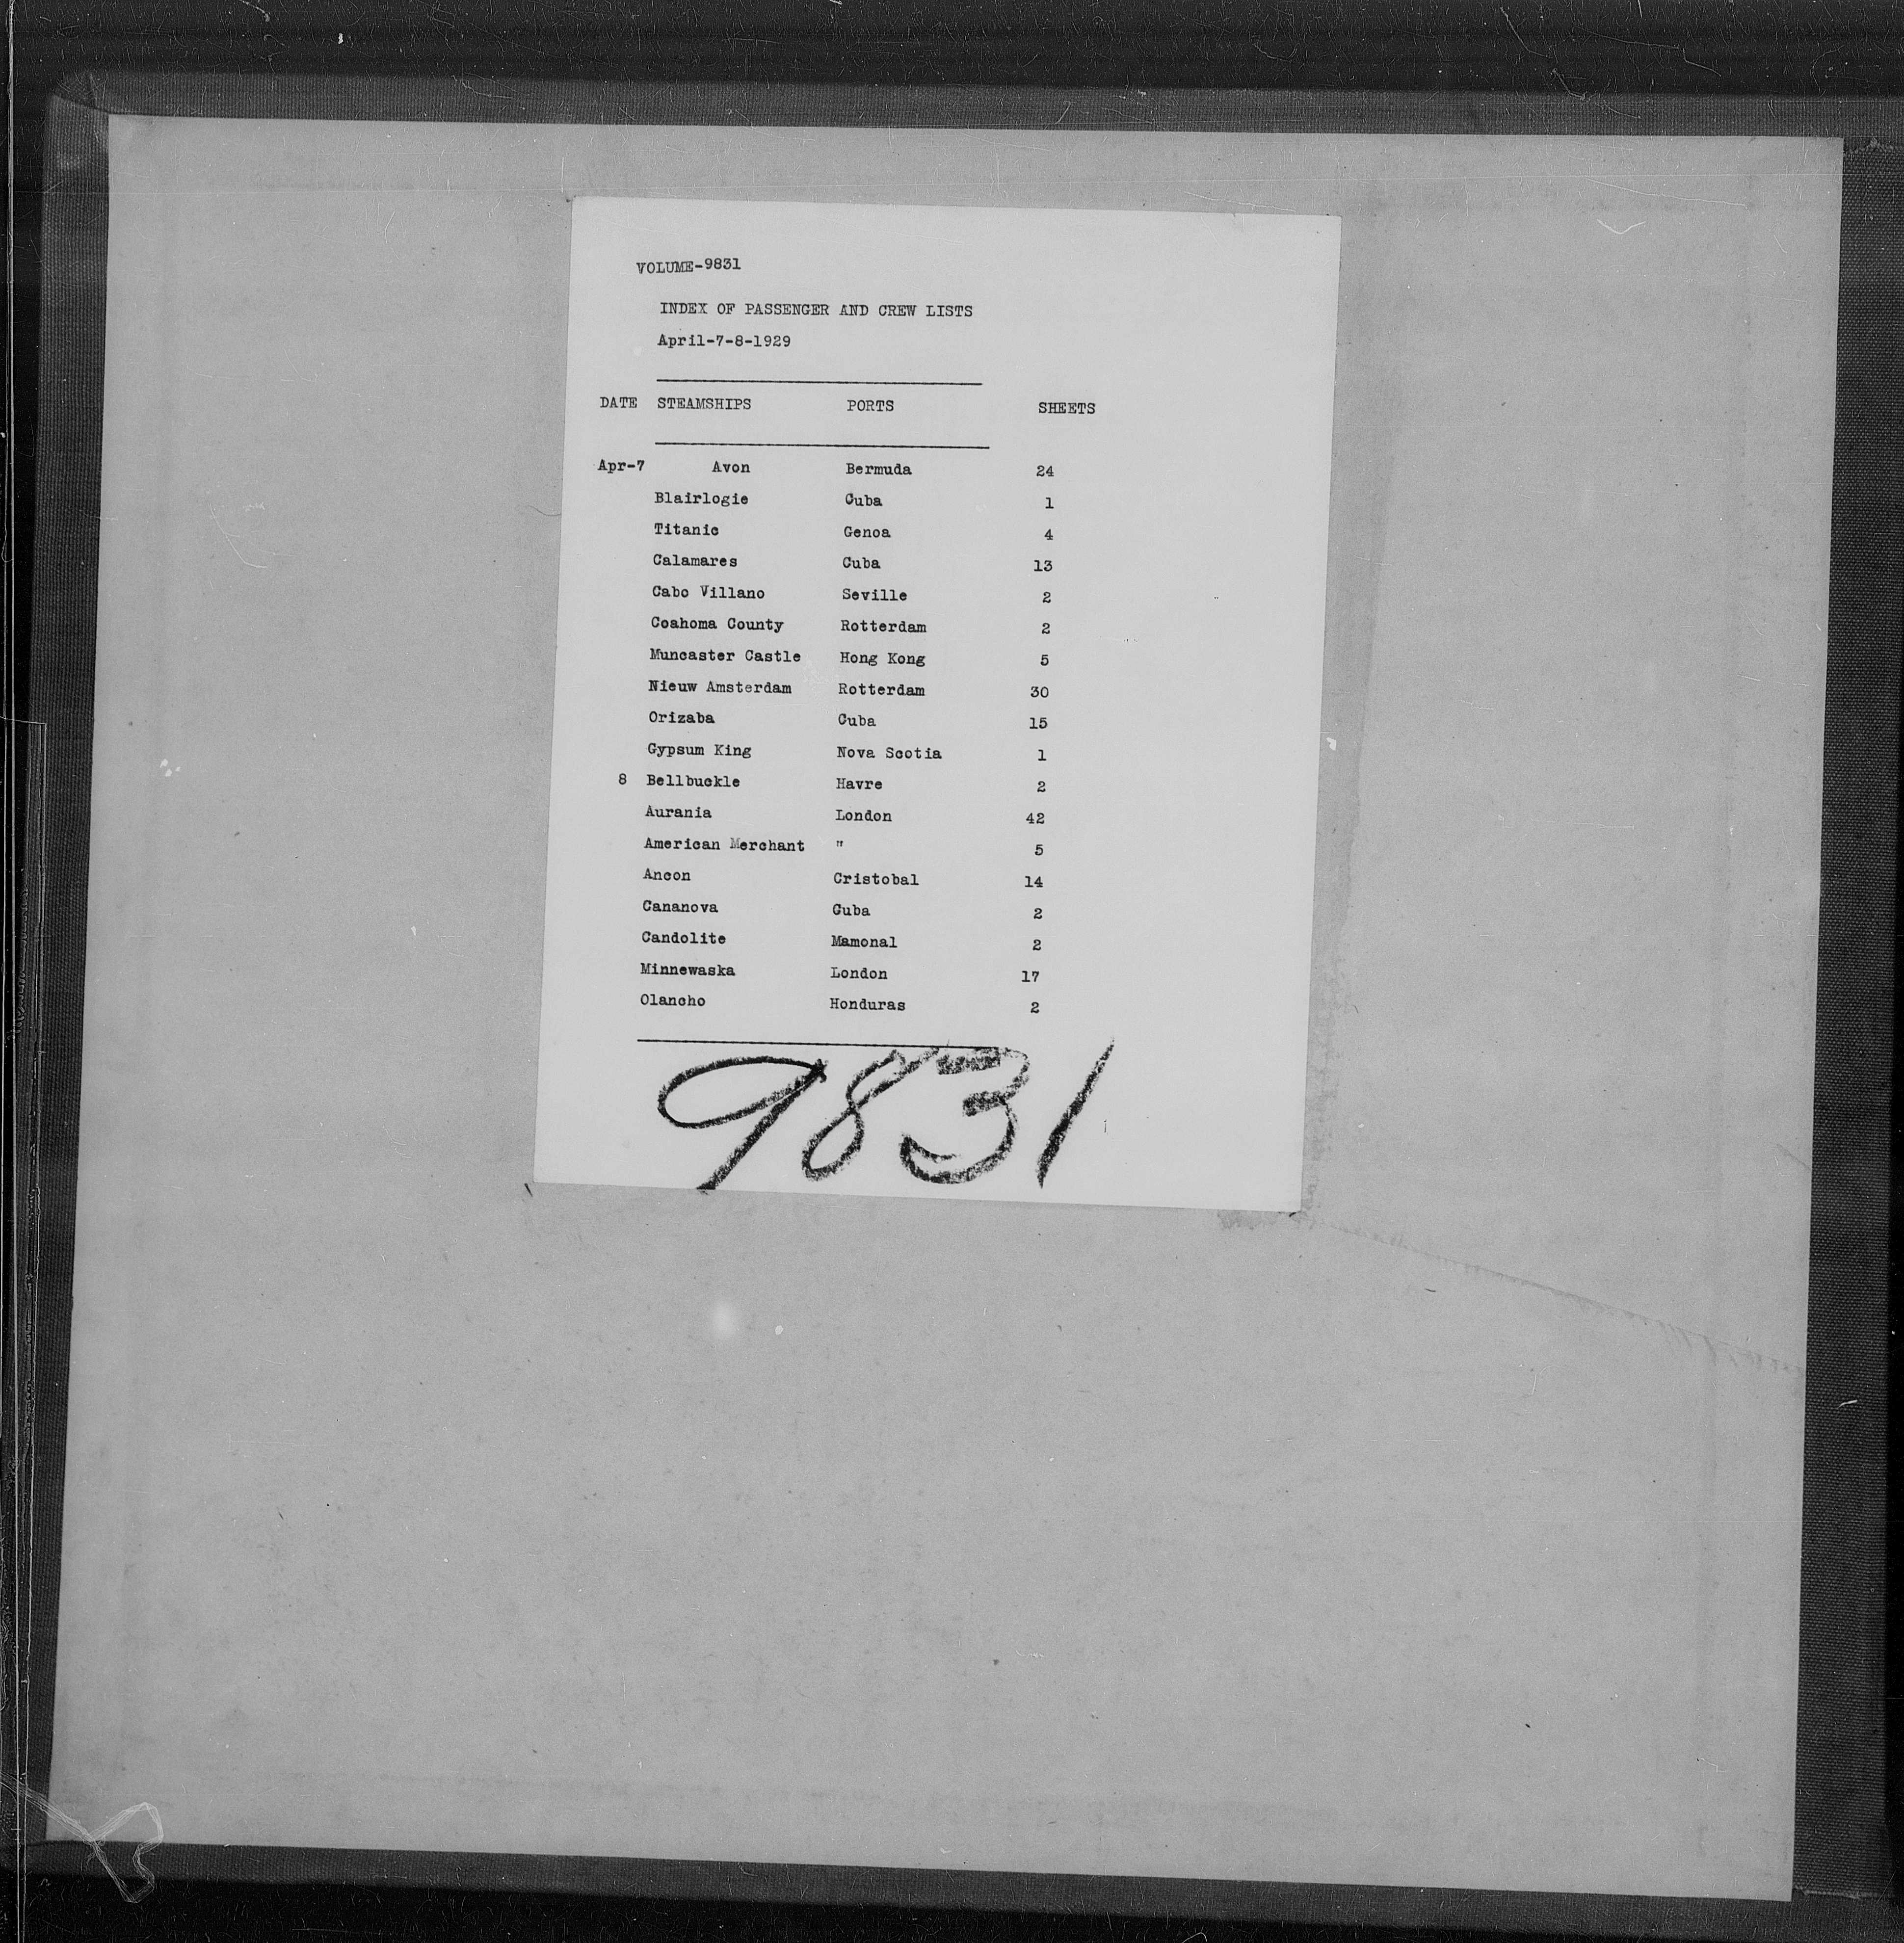 VOLUME-9831
INDEX OF PASSENGER AND CREW LISTS
April-7-8-1929
DATE STEAMSHIPS PORTS SHEETS
Apr-7 Avon Bermuda 24
Blairlogie Cuba 1
Titanic Genoa 4
Calamares Cuba 13
Cabo Villano Seville 2
Coahoma County Rotterdam 2
Muncaster Castle Hong Kong 5
Nieuw Amsterdam Rotterdam 30
Orizaba Cuba 15
Gypsum King Nova Scotia 1
8 Bellbuckle Havre 2
Aurania London 42
American Merchant " 5
Ancon Cristobal 14
Cananova Cuba 2
Candolite Mamonal 2
Minnewaska London 17
Olancho Honduras 2
9831